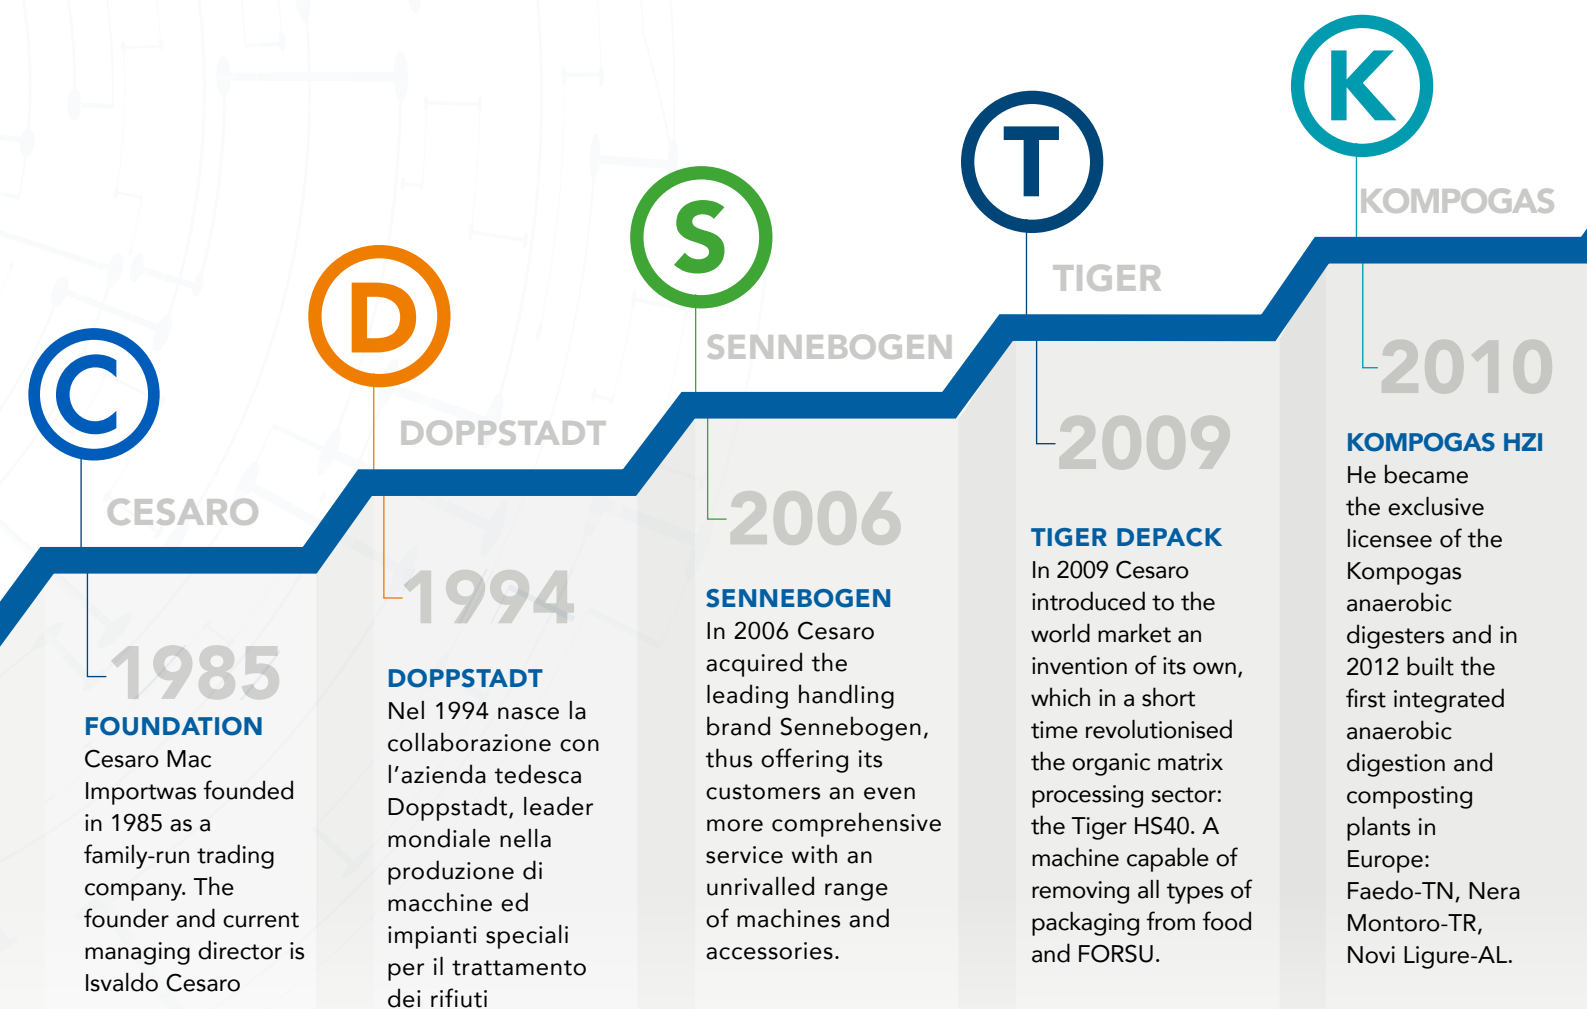 C
CESARO
1985
FOUNDATION
Cesaro Mac
Importwas founded
in 1985 as a
family-run trading
company. The
founder and current
managing director is
Isvaldo Cesaro
D
DOPPSTADT
1994
DOPPSTADT
Nel 1994 nasce la
collaborazione con
l'azienda tedesca
Doppstadt, leader
mondiale nella
produzione di
macchine ed
impianti speciali
per il trattamento
dei rifiuti
S
SENNEBOGEN
2006
SENNEBOGEN
In 2006 Cesaro
acquired the
leading handling
brand Sennebogen,
thus offering its
customers an even
more comprehensive
service with an
unrivalled range
of machines and
accessories.
T
TIGER
2009
TIGER DEPACK
In 2009 Cesaro
introduced to the
world market an
invention of its own,
which in a short
time revolutionised
the organic matrix
processing sector:
the Tiger HS40. A
machine capable of
removing all types of
packaging from food
and FORSU.
K
KOMPOGAS
2010
KOMPOGAS HZI
He became
the exclusive
licensee of the
Kompogas
anaerobic
digesters and in
2012 built the
first integrated
anaerobic
digestion and
composting
plants in
Europe:
Faedo-TN, Nera
Montoro-TR,
Novi Ligure-AL.